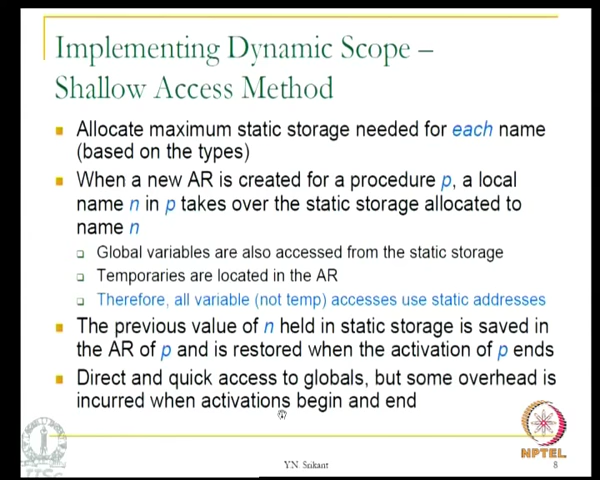 Implementing Dynamic Scope –
Shallow Access Method
Allocate maximum static storage needed for each name
(based on the types)
When a new AR is created for a procedure p, a local
name n in p takes over the static storage allocated to
name n
Global variables are also accessed from the static storage
Temporaries are located in the AR
Therefore, all variable (not temp) accesses use static addresses
The previous value of n held in static storage is saved in
the AR of p and is restored when the activation of p ends
Direct and quick access to globals, but some overhead is
incurred when activations begin and end
Y.N. Srikant
NPTEL
8